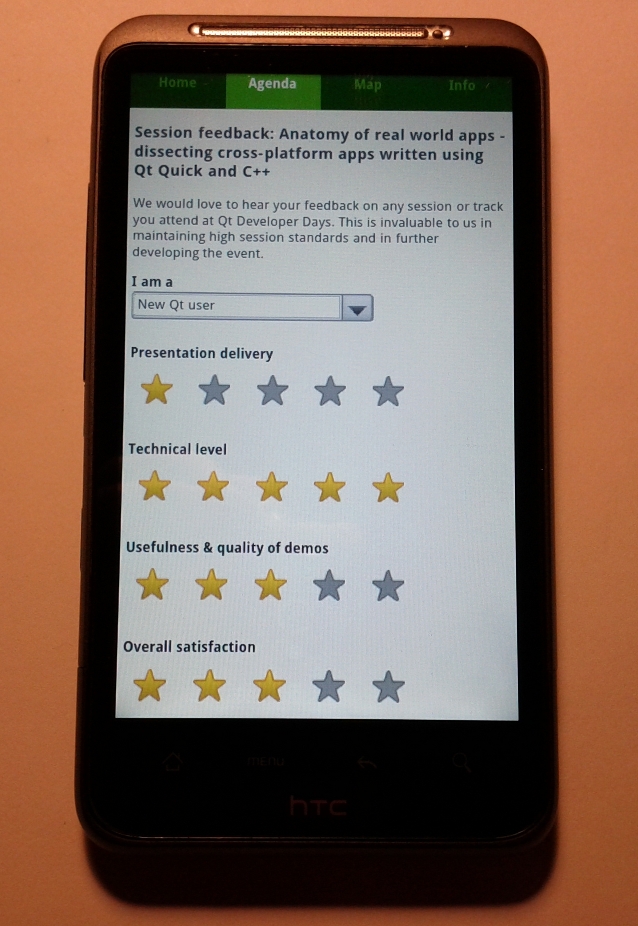 Home Agenda Map Info
Session feedback: Anatomy of real world apps -
dissecting cross-platform apps written using
Qt Quick and C++
We would love to hear your feedback on any session or track
you attend at Qt Developer Days. This is invaluable to us in
maintaining high session standards and in further
developing the event.
I am a
New Qt user
Presentation delivery
Technical level
Usefulness & quality of demos
Overall satisfaction
menu
hTC